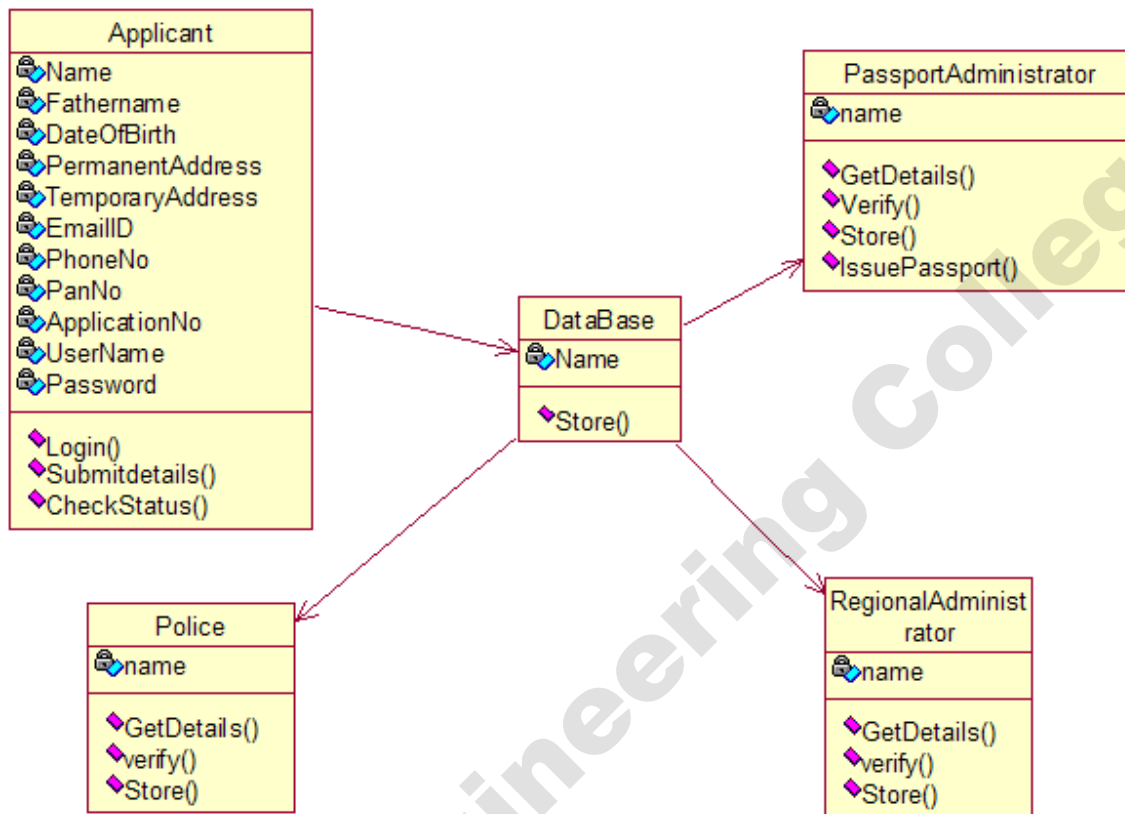 Applicant
Name
Fathername
DateOfBirth
PermanentAddress
TemporaryAddress
EmailID
PhoneNo
PanNo
ApplicationNo
UserName
Password
Login()
Submitdetails()
CheckStatus()
PassportAdministrator
name
GetDetails()
Verify()
Store()
IssuePassport()
DataBase
Name
Store()
Police
name
GetDetails()
verify()
Store()
RegionalAdminist
rator
name
GetDetails()
verify()
Store()